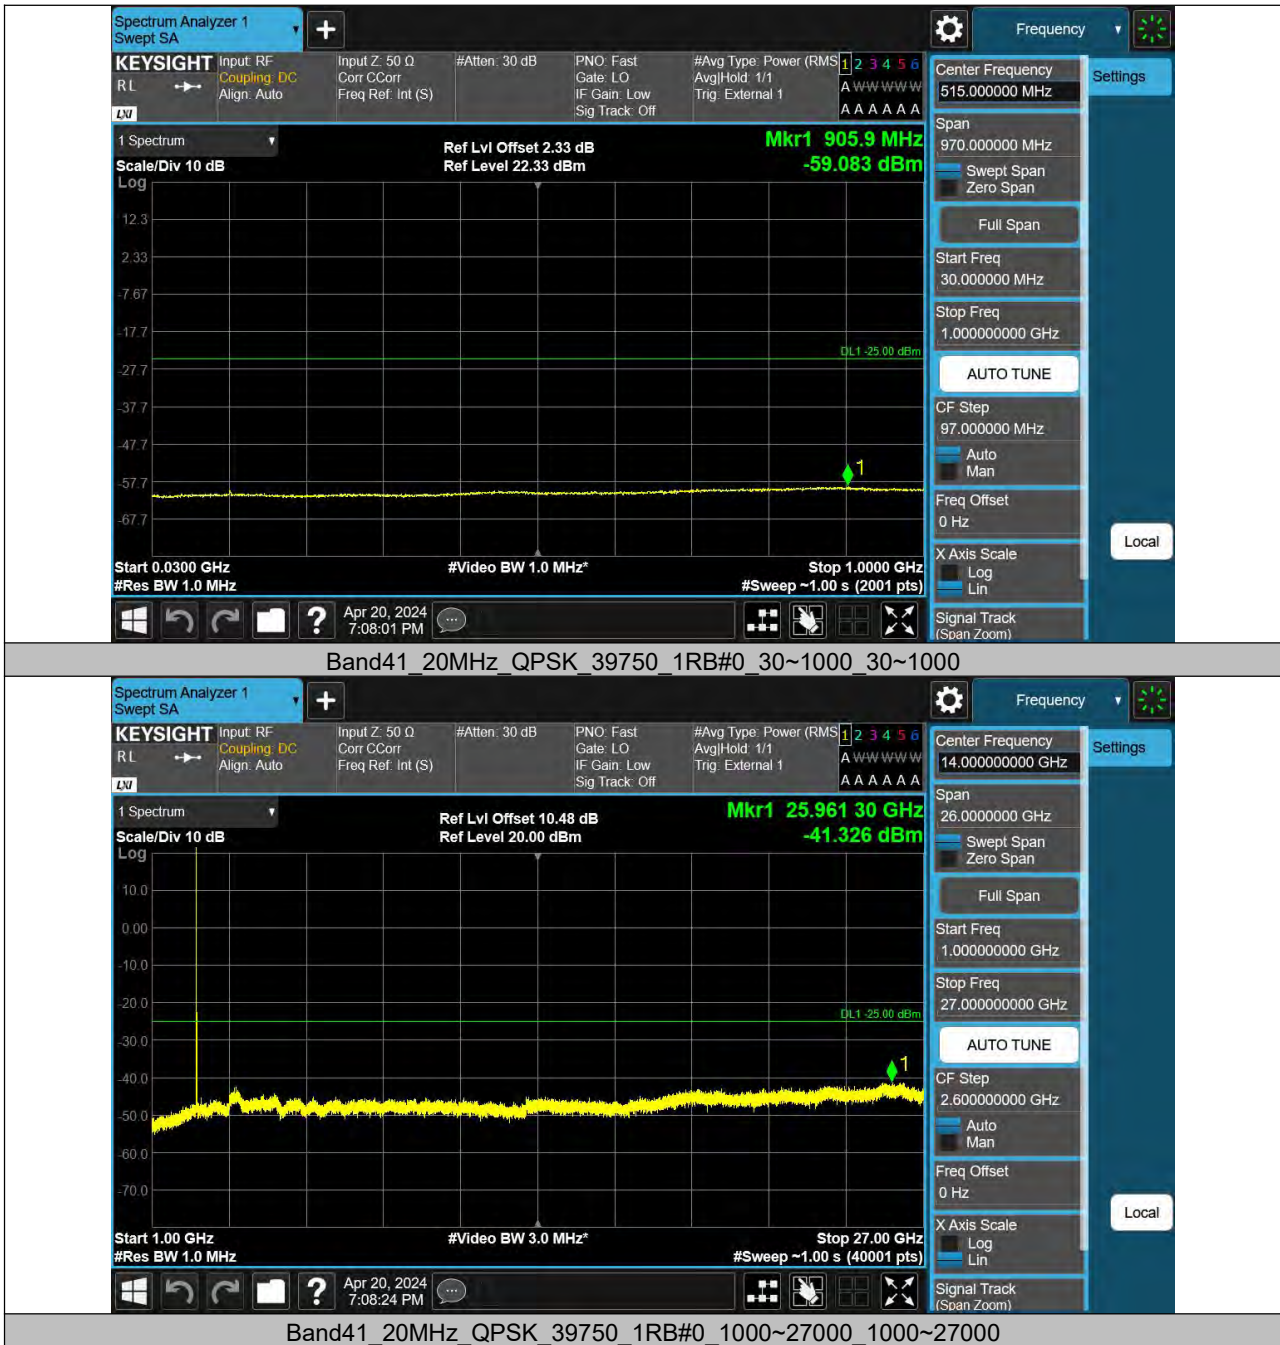 Spectrum Analyzer 1
Swept SA
Frequency
KEYSIGHT
RL
LXI
Input: RF
Coupling: DC
Align: Auto
Input Z: 50 Ω
Corr CCorr
Freq Ref: Int (S)
#Atten: 30 dB
PNO: Fast
Gate: LO
IF Gain: Low
Sig Track: Off
#Avg Type: Power (RMS
Avg|Hold: 1/1
Trig: External 1
1 2 3 4 5 6
A W W W W W
A A A A A A
1 Spectrum
Scale/Div 10 dB
Log
Ref Lvl Offset 2.33 dB
Ref Level 22.33 dBm
Mkr1 905.9 MHz
-59.083 dBm
12.3
2.33
-7.67
-17.7
DL1 -25.00 dBm
-27.7
-37.7
-47.7
1
-57.7
-67.7
Start 0.0300 GHz
#Res BW 1.0 MHz
#Video BW 1.0 MHz*
Stop 1.0000 GHz
#Sweep ~1.00 s (2001 pts)
Center Frequency
515.000000 MHz
Settings
Span
970.000000 MHz
Swept Span
Zero Span
Full Span
Start Freq
30.000000 MHz
Stop Freq
1.000000000 GHz
AUTO TUNE
CF Step
97.000000 MHz
Auto
Man
Freq Offset
0 Hz
X Axis Scale
Log
Lin
Local
Signal Track
(Span Zoom)
?
Apr 20, 2024
7:08:01 PM
Band41_20MHz_QPSK_39750_1RB#0_30~1000_30~1000
Spectrum Analyzer 1
Swept SA
Frequency
KEYSIGHT
RL
LXI
Input: RF
Coupling: DC
Align: Auto
Input Z: 50 Ω
Corr CCorr
Freq Ref: Int (S)
#Atten: 30 dB
PNO: Fast
Gate: LO
IF Gain: Low
Sig Track: Off
#Avg Type: Power (RMS
Avg|Hold: 1/1
Trig: External 1
1 2 3 4 5 6
A W W W W W
A A A A A A
1 Spectrum
Scale/Div 10 dB
Log
Ref Lvl Offset 10.48 dB
Ref Level 20.00 dBm
Mkr1 25.961 30 GHz
-41.326 dBm
10.0
0.00
-10.0
-20.0
DL1 -25.00 dBm
-30.0
1
-40.0
-50.0
-60.0
-70.0
Start 1.00 GHz
#Res BW 1.0 MHz
#Video BW 3.0 MHz*
Stop 27.00 GHz
#Sweep ~1.00 s (40001 pts)
Center Frequency
14.000000000 GHz
Settings
Span
26.0000000 GHz
Swept Span
Zero Span
Full Span
Start Freq
1.000000000 GHz
Stop Freq
27.000000000 GHz
AUTO TUNE
CF Step
2.600000000 GHz
Auto
Man
Freq Offset
0 Hz
X Axis Scale
Log
Lin
Local
Signal Track
(Span Zoom)
?
Apr 20, 2024
7:08:24 PM
Band41_20MHz_QPSK_39750_1RB#0_1000~27000_1000~27000